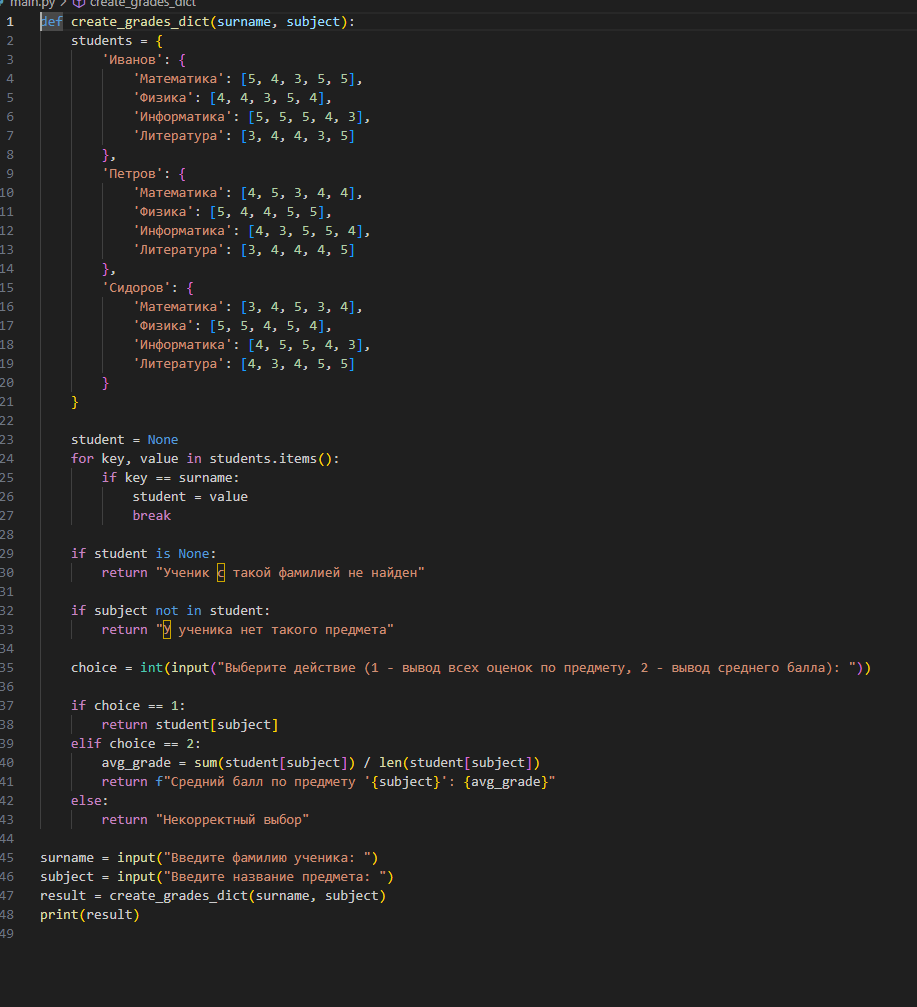 main.py > create_grades_dict
1 def create_grades_dict(surname, subject):
2     students = {
3         'Иванов': {
4             'Математика': [5, 4, 3, 5, 5],
5             'Физика': [4, 4, 3, 5, 4],
6             'Информатика': [5, 5, 5, 4, 3],
7             'Литература': [3, 4, 4, 3, 5]
8         },
9         'Петров': {
10             'Математика': [4, 5, 3, 4, 4],
11             'Физика': [5, 4, 4, 5, 5],
12             'Информатика': [4, 3, 5, 5, 4],
13             'Литература': [3, 4, 4, 4, 5]
14         },
15         'Сидоров': {
16             'Математика': [3, 4, 5, 3, 4],
17             'Физика': [5, 5, 4, 5, 4],
18             'Информатика': [4, 5, 5, 4, 3],
19             'Литература': [4, 3, 4, 5, 5]
20         }
21     }
22
23     student = None
24     for key, value in students.items():
25         if key == surname:
26             student = value
27             break
28
29     if student is None:
30         return "Ученик с такой фамилией не найден"
31
32     if subject not in student:
33         return "У ученика нет такого предмета"
34
35     choice = int(input("Выберите действие (1 - вывод всех оценок по предмету, 2 - вывод среднего балла): "))
36
37     if choice == 1:
38         return student[subject]
39     elif choice == 2:
40         avg_grade = sum(student[subject]) / len(student[subject])
41         return f"Средний балл по предмету '{subject}': {avg_grade}"
42     else:
43         return "Некорректный выбор"
44
45 surname = input("Введите фамилию ученика: ")
46 subject = input("Введите название предмета: ")
47 result = create_grades_dict(surname, subject)
48 print(result)
49